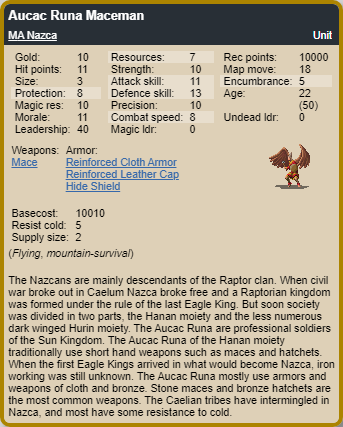 Aucac Runa Maceman
MA Nazca Unit
Gold: 10 Resources: 7 Rec points: 10000
Hit points: 11 Strength: 10 Map move: 18
Size: 3 Attack skill: 11 Encumbrance: 5
Protection: 8 Defence skill: 13 Age: 22
Magic res: 10 Precision: 10 (50)
Morale: 11 Combat speed: 8 Undead ldr: 0
Leadership: 40 Magic ldr: 0
Weapons: Armor:
Mace Reinforced Cloth Armor
Reinforced Leather Cap
Hide Shield
Basecost: 10010
Resist cold: 5
Supply size: 2
(Flying, mountain-survival)
The Nazcans are mainly descendants of the Raptor clan. When civil
war broke out in Caelum Nazca broke free and a Raptorian kingdom
was formed under the rule of the last Eagle King. But soon society
was divided in two parts, the Hanan moiety and the less numerous
dark winged Hurin moiety. The Aucac Runa are professional soldiers
of the Sun Kingdom. The Aucac Runa of the Hanan moiety
traditionally use short hand weapons such as maces and hatchets.
When the first Eagle Kings arrived in what would become Nazca, iron
working was still unknown. The Aucac Runa mostly use armors and
weapons of cloth and bronze. Stone maces and bronze hatchets are
the most common weapons. The Caelian tribes have intermingled in
Nazca, and most have some resistance to cold.